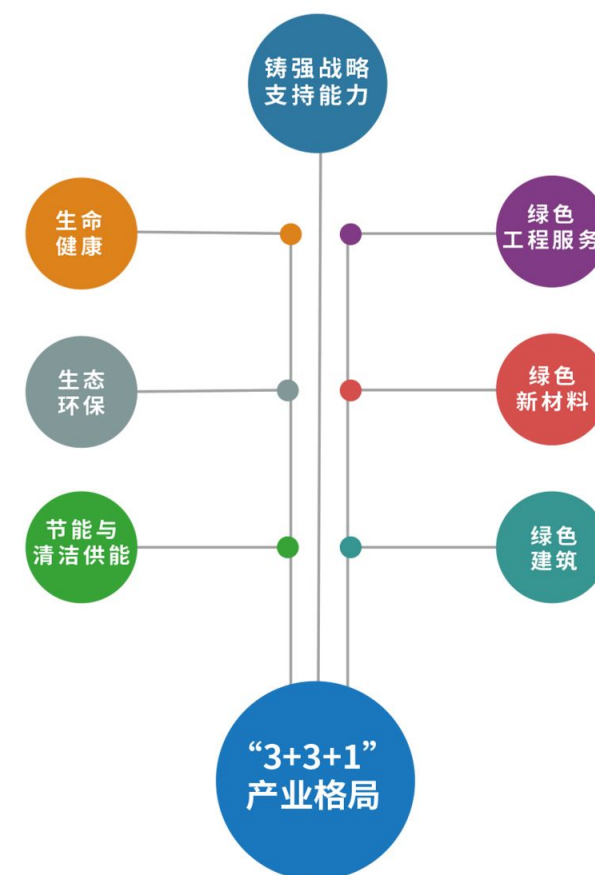 铸强战略
支持能力
生命
健康
绿色
工程服务
生态
环保
绿色
新材料
节能与
清洁供能
绿色
建筑
“3+3+1”
产业格局